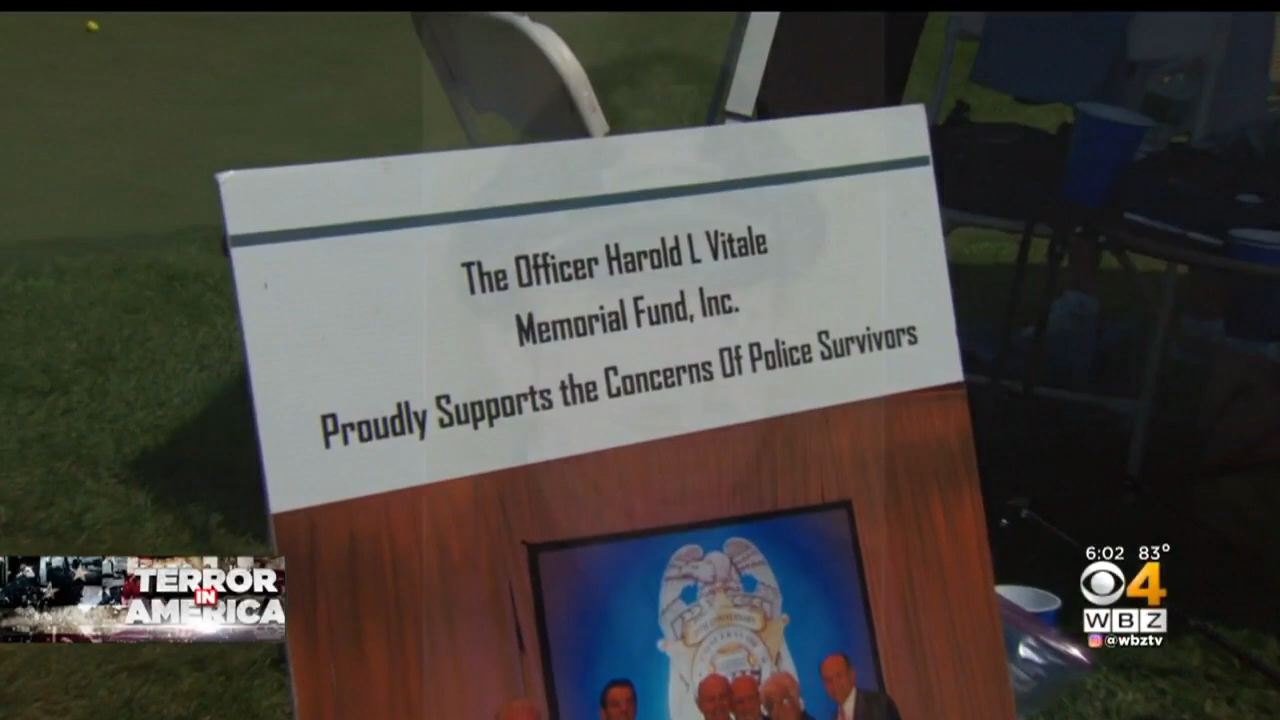 The Officer Harold L Vitale
Memorial Fund, Inc.
Proudly Supports the Concerns Of Police Survivors
TERROR
IN
AMERICA
6:02 83°
4
WBZ
@wbztv